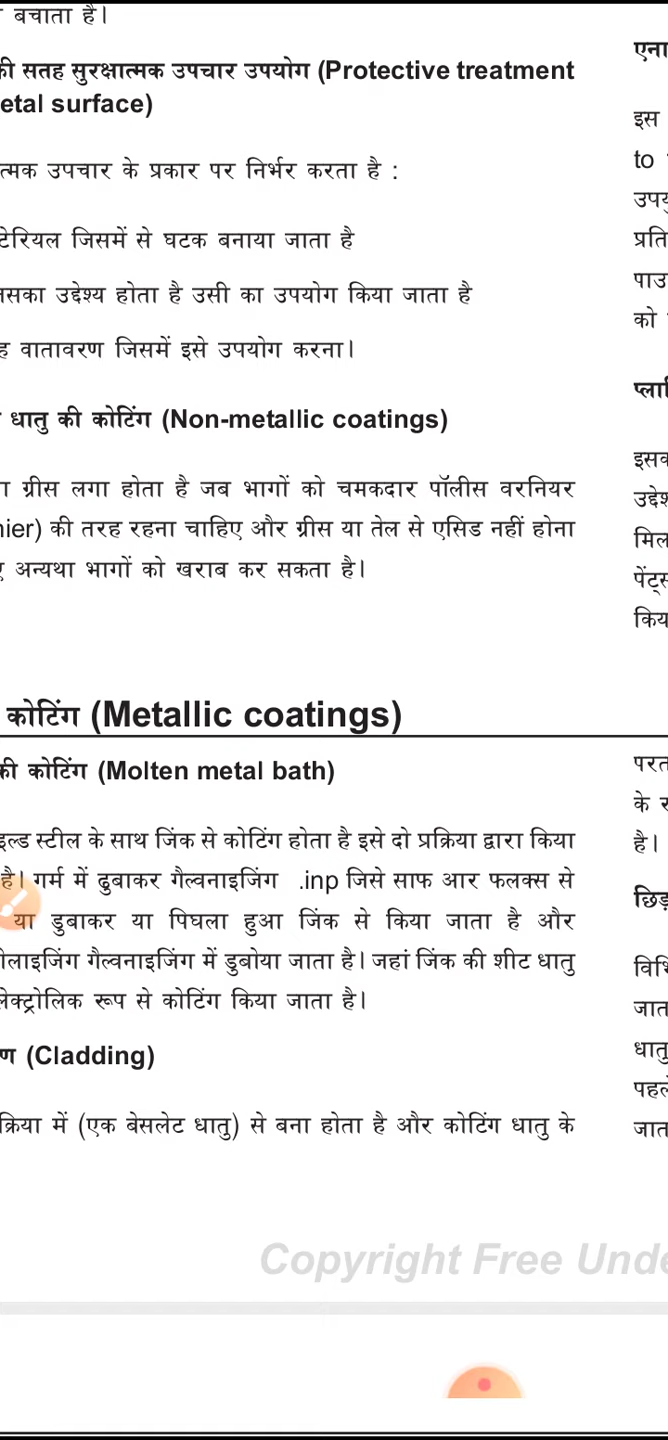 बचाता है।
की सतह सुरक्षात्मक उपचार उपयोग (Protective treatment
etal surface)
त्मक उपचार के प्रकार पर निर्भर करता है :
टेरियल जिसमें से घटक बनाया जाता है
सका उद्देश्य होता है उसी का उपयोग किया जाता है
ह वातावरण जिसमें इसे उपयोग करना।
धातु की कोटिंग (Non-metallic coatings)
ा ग्रीस लगा होता है जब भागों को चमकदार पॉलीस वरनियर
nier) की तरह रहना चाहिए और ग्रीस या तेल से एसिड नहीं होना
अन्यथा भागों को खराब कर सकता है।
कोटिंग (Metallic coatings)
की कोटिंग (Molten metal bath)
इल्ड स्टील के साथ जिंक से कोटिंग होता है इसे दो प्रक्रिया द्वारा किया
है। गर्म में ढुबाकर गैल्वनाइजिंग .inp जिसे साफ आर फलक्स से
या डुबाकर या पिघला हुआ जिंक से किया जाता है और
ोलाइजिंग गैल्वनाइजिंग में डुबोया जाता है। जहां जिंक की शीट धातु
लेक्ट्रोलिक रूप से कोटिंग किया जाता है।
ण (Cladding)
क्रिया में (एक बेसलेट धातु) से बना होता है और कोटिंग धातु के
एना
इस
to
प्रति
पाउ
को
इसक
मिल
किय
परत
के
है।
विभि
जात
धातु
पहले
जात
Copyright Free Unde